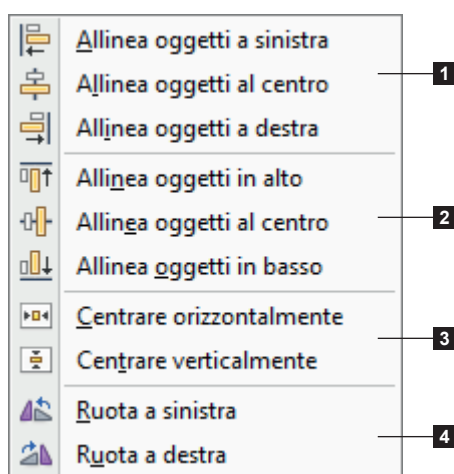 Allinea oggetti a sinistra
Allinea oggetti al centro
1
Allinea oggetti a destra
Allinea oggetti in alto
Allinea oggetti al centro
2
Allinea oggetti in basso
Centrare orizzontalmente
3
Centrare verticalmente
Ruota a sinistra
4
Ruota a destra